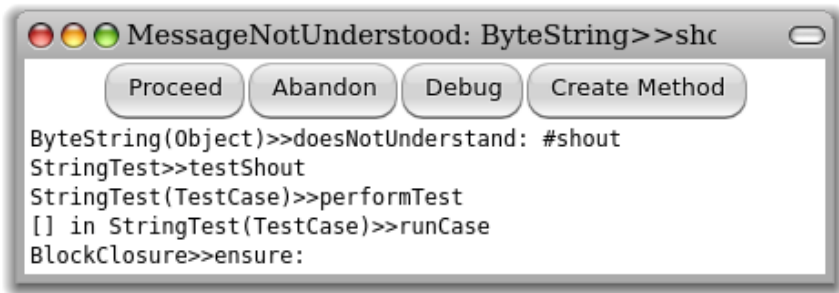 MessageNotUnderstood: ByteString>>sho
Proceed Abandon Debug Create Method
ByteString(Object)>>doesNotUnderstand: #shout
StringTest>>testShout
StringTest(TestCase)>>performTest
[] in StringTest(TestCase)>>runCase
BlockClosure>>ensure: